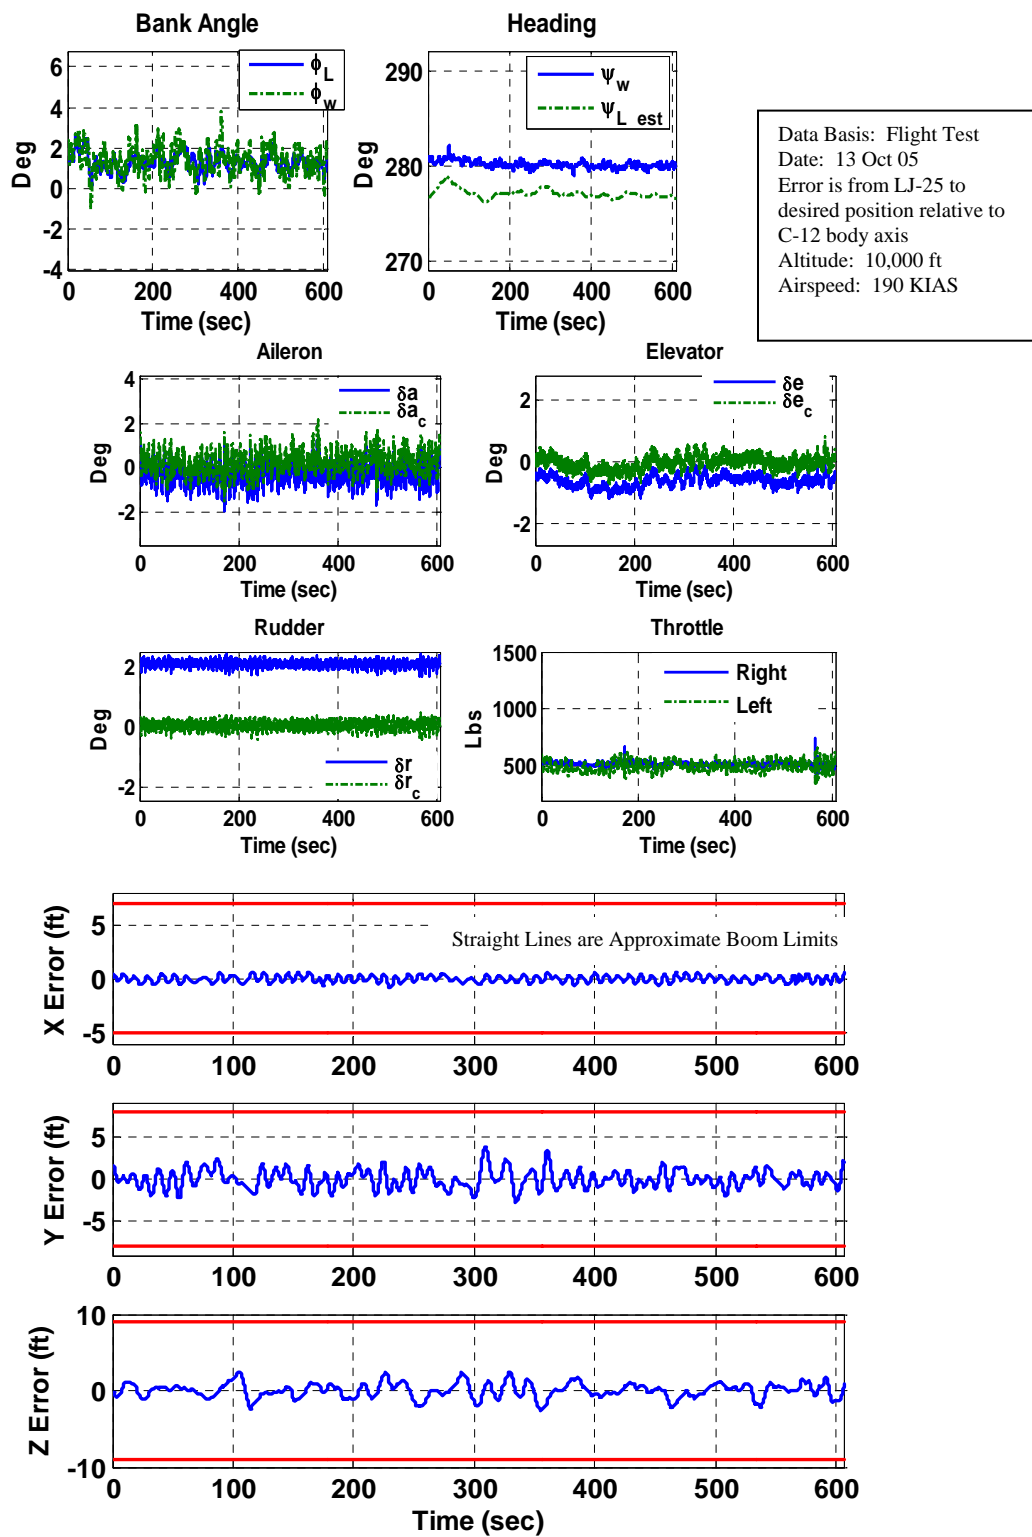 Bank Angle
6
4
2
0
-2
-4
Deg
0 200 400 600
Time (sec)
ϕL
ϕw
Heading
290
280
270
Deg
0 200 400 600
Time (sec)
ψw
ψL est
Data Basis: Flight Test
Date: 13 Oct 05
Error is from LJ-25 to
desired position relative to
C-12 body axis
Altitude: 10,000 ft
Airspeed: 190 KIAS
Aileron
4
2
0
-2
Deg
0 200 400 600
Time (sec)
δa
δac
Elevator
2
0
-2
Deg
0 200 400 600
Time (sec)
δe
δec
Rudder
2
0
-2
Deg
0 200 400 600
Time (sec)
δr
δrc
Throttle
1500
1000
500
Lbs
0 200 400 600
Time (sec)
Right
Left
X Error (ft)
5
0
-5
Straight Lines are Approximate Boom Limits
0 100 200 300 400 500 600
Y Error (ft)
5
0
-5
0 100 200 300 400 500 600
Z Error (ft)
10
0
-10
0 100 200 300 400 500 600
Time (sec)